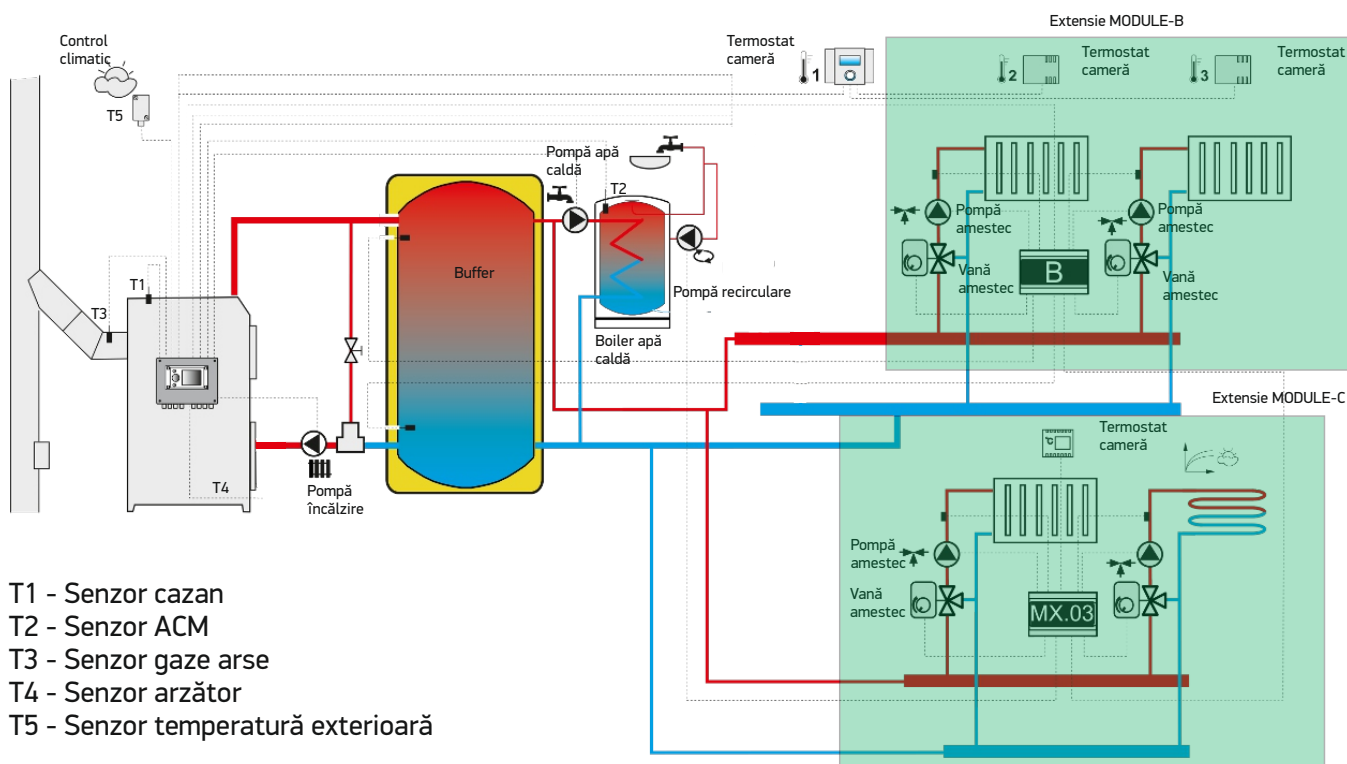 Extensie MODULE-B
Control
climatic
T5
Termostat
cameră
1
2
Termostat
cameră
3
Termostat
cameră
Pompă apă
caldă
T2
Buffer
Pompă recirculare
Boiler apă
caldă
Pompă
amestec
Vană
amestec
B
Pompă
amestec
Vană
amestec
T1
T3
T4
Pompă
încălzire
Extensie MODULE-C
°C
Termostat
cameră
Pompă
amestec
Vană
amestec
MX.03
T1 - Senzor cazan
T2 - Senzor ACM
T3 - Senzor gaze arse
T4 - Senzor arzător
T5 - Senzor temperatură exterioară